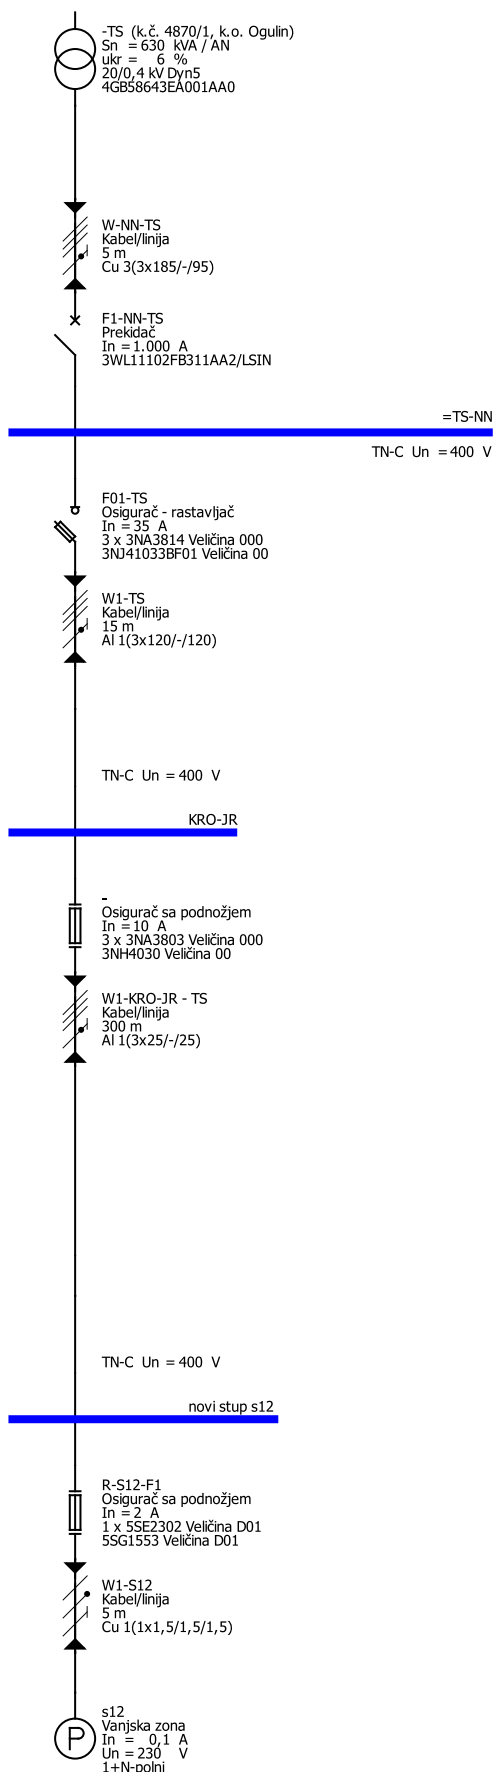 -TS (k.č. 4870/1, k.o. Ogulin)
Sn = 630 kVA / AN
ukr = 6 %
20/0,4 kV Dyn5
4GB58643EA001AA0
W-NN-TS
Kabel/linija
5 m
Cu 3(3x185/-/95)
F1-NN-TS
Prekidač
In = 1.000 A
3WL11102FB311AA2/LSIN
=TS-NN
TN-C Un = 400 V
F01-TS
Osigurač - rastavljač
In = 35 A
3 x 3NA3814 Veličina 000
3NJ41033BF01 Veličina 00
W1-TS
Kabel/linija
15 m
Al 1(3x120/-/120)
TN-C Un = 400 V
KRO-JR
-
Osigurač sa podnožjem
In = 10 A
3 x 3NA3803 Veličina 000
3NH4030 Veličina 00
W1-KRO-JR - TS
Kabel/linija
300 m
Al 1(3x25/-/25)
TN-C Un = 400 V
novi stup s12
R-S12-F1
Osigurač sa podnožjem
In = 2 A
1 x 5SE2302 Veličina D01
5SG1553 Veličina D01
W1-S12
Kabel/linija
5 m
Cu 1(1x1,5/1,5/1,5)
P
s12
Vanjska zona
In = 0,1 A
Un = 230 V
1+N-polni